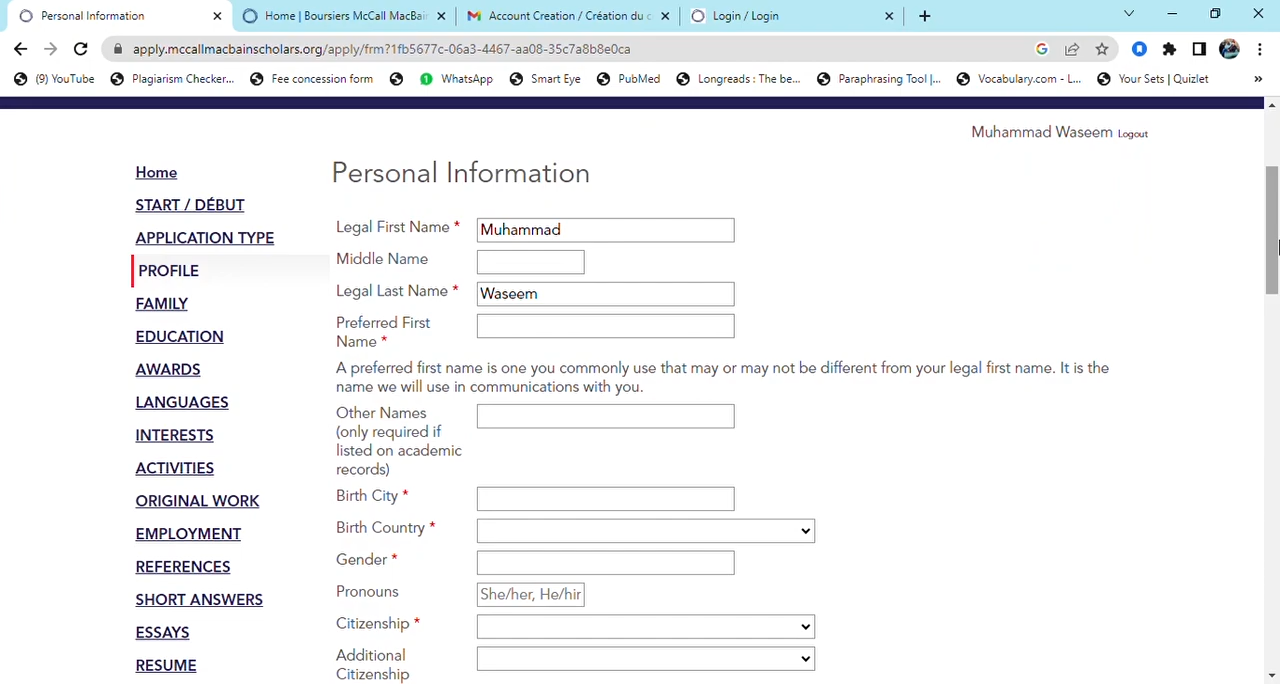 Personal Information
Home | Boursiers McCall MacBain
Account Creation / Création du c
Login / Login
apply.mccallmacbainscholars.org/apply/frm?1fb5677c-06a3-4467-aa08-35c7a8b8e0ca
(9) YouTube
Plagiarism Checker...
Fee concession form
WhatsApp
Smart Eye
PubMed
Longreads : The be...
Paraphrasing Tool |...
Vocabulary.com - L...
Your Sets | Quizlet
»
Muhammad Waseem Logout
Home
START / DÉBUT
APPLICATION TYPE
PROFILE
FAMILY
EDUCATION
AWARDS
LANGUAGES
INTERESTS
ACTIVITIES
ORIGINAL WORK
EMPLOYMENT
REFERENCES
SHORT ANSWERS
ESSAYS
RESUME
Personal Information
Legal First Name * Muhammad
Middle Name
Legal Last Name * Waseem
Preferred First
Name *
A preferred first name is one you commonly use that may or may not be different from your legal first name. It is the
name we will use in communications with you.
Other Names
(only required if
listed on academic
records)
Birth City *
Birth Country *
Gender *
Pronouns She/her, He/hir
Citizenship *
Additional
Citizenship